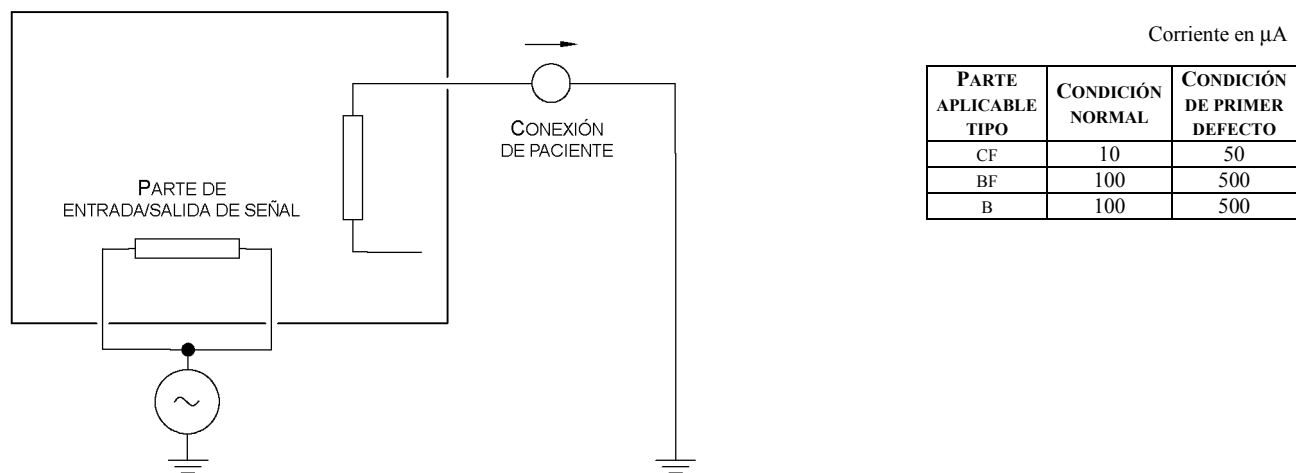 CONEXIÓN
DE PACIENTE
PARTE DE
ENTRADA/SALIDA DE SEÑAL
Corriente en µA
PARTE APLICABLE TIPO CONDICIÓN NORMAL CONDICIÓN DE PRIMER DEFECTO
CF 10 50
BF 100 500
B 100 500